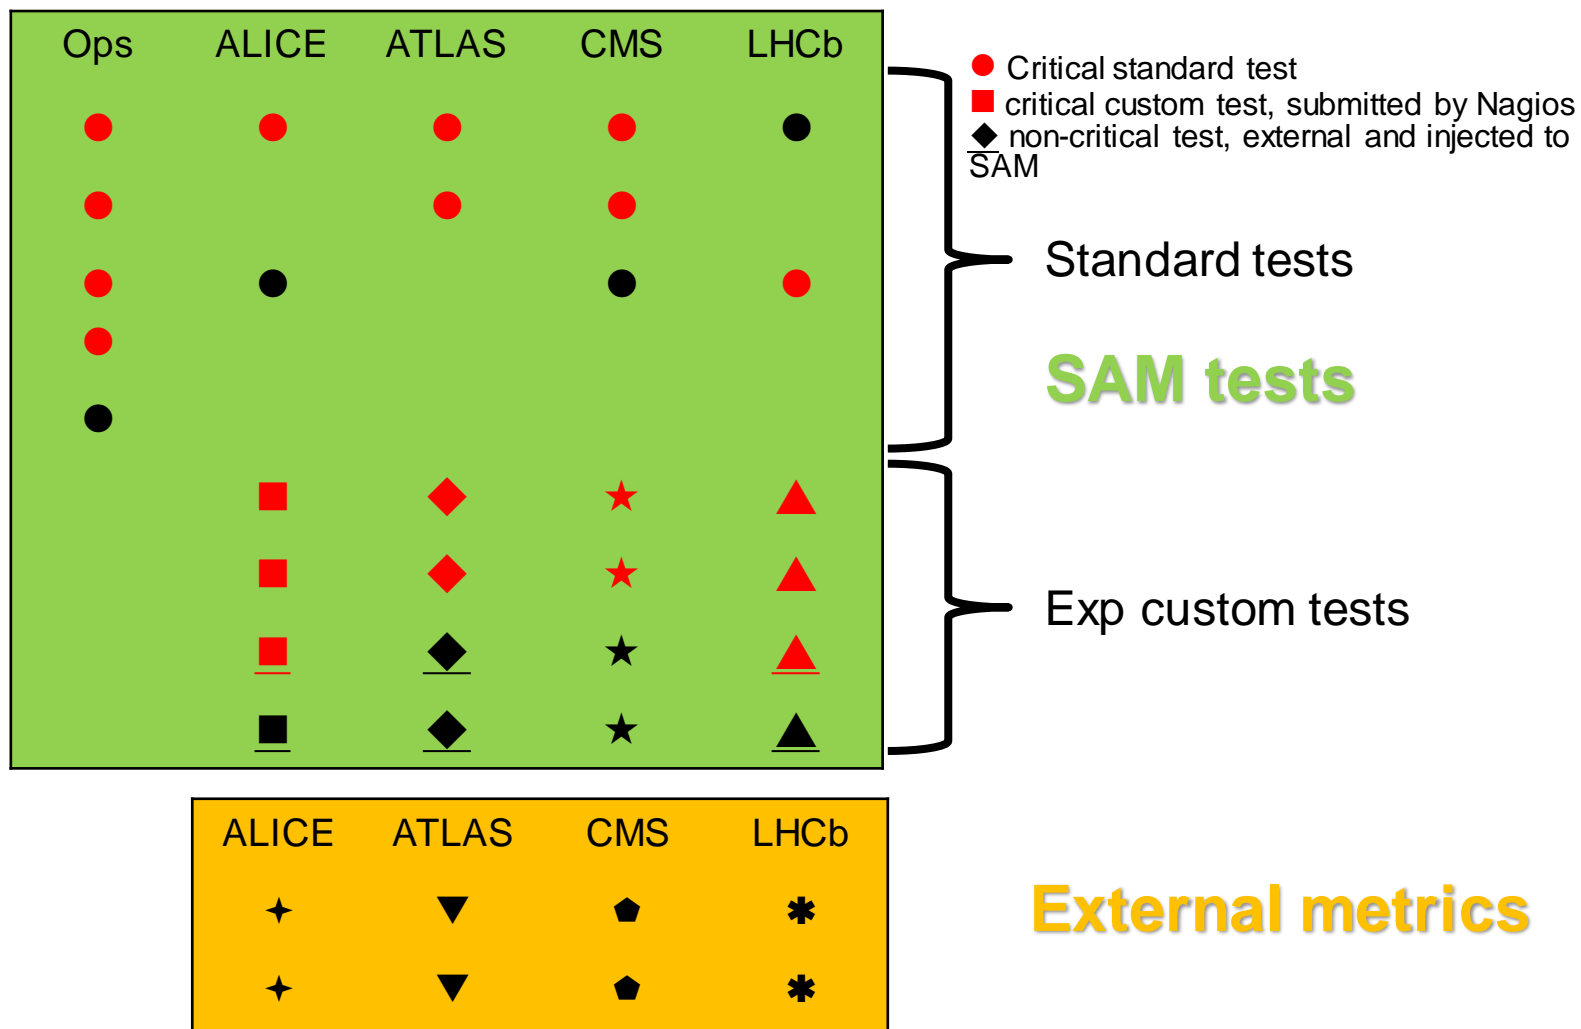 Ops ALICE ATLAS CMS LHCb
Critical standard test
critical custom test, submitted by Nagios
non-critical test, external and injected to
SAM
Standard tests
SAM tests
Exp custom tests
ALICE ATLAS CMS LHCb
External metrics